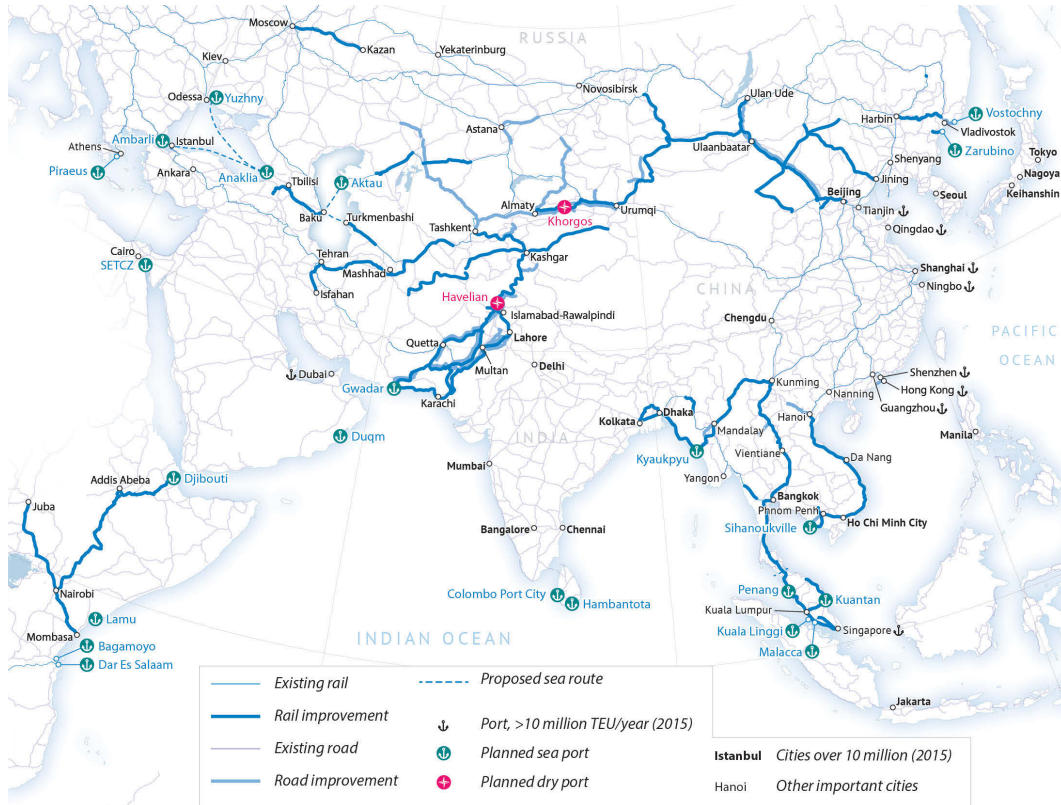 Moscow
RUSSIA
Kazan
Yekaterinburg
Kiev
Novosibirsk
Ulan Ude
Odessa
Yuzhny
Vostochny
Harbin
Astana
Vladivostok
Ambarli
Istanbul
Ulaanbaatar
Zarubino
Athens
Shenyang
Tokyo
Piraeus
Ankara
Anaklia
Tbilisi
Aktau
Jining
Nagoya
Beijing
Seoul
Keihanshin
Almaty
Urumqi
Baku
Turkmenbashi
Khorgos
Tianjin
Tashkent
Qingdao
Cairo
Kashgar
SETCZ
Tehran
Mashhad
Shanghai
Isfahan
CHINA
Ningbo
Havelian
Islamabad-Rawalpindi
Chengdu
PACIFIC
OCEAN
Quetta
Lahore
Dubai
Multan
Delhi
Shenzhen
Gwadar
Kunming
Hong Kong
Karachi
Nanning
Guangzhou
Dhaka
Hanoi
Kolkata
Mandalay
Manila
Duqm
INDIA
Vientiane
Kyaukpyu
Da Nang
Mumbai
Yangon
Djibouti
Addis Abeba
Bangkok
Juba
Phnom Penh
Bangalore
Chennai
Sihanoukville
Ho Chi Minh City
Nairobi
Colombo Port City
Hambantota
Penang
Kuantan
Lamu
Kuala Lumpur
Mombasa
INDIAN OCEAN
Kuala Linggi
Singapore
Bagamoyo
Malacca
Dar Es Salaam
Jakarta
Existing rail
Rail improvement
Existing road
Road improvement
Proposed sea route
Port, >10 million TEU/year (2015)
Planned sea port
Planned dry port
Istanbul Cities over 10 million (2015)
Hanoi Other important cities